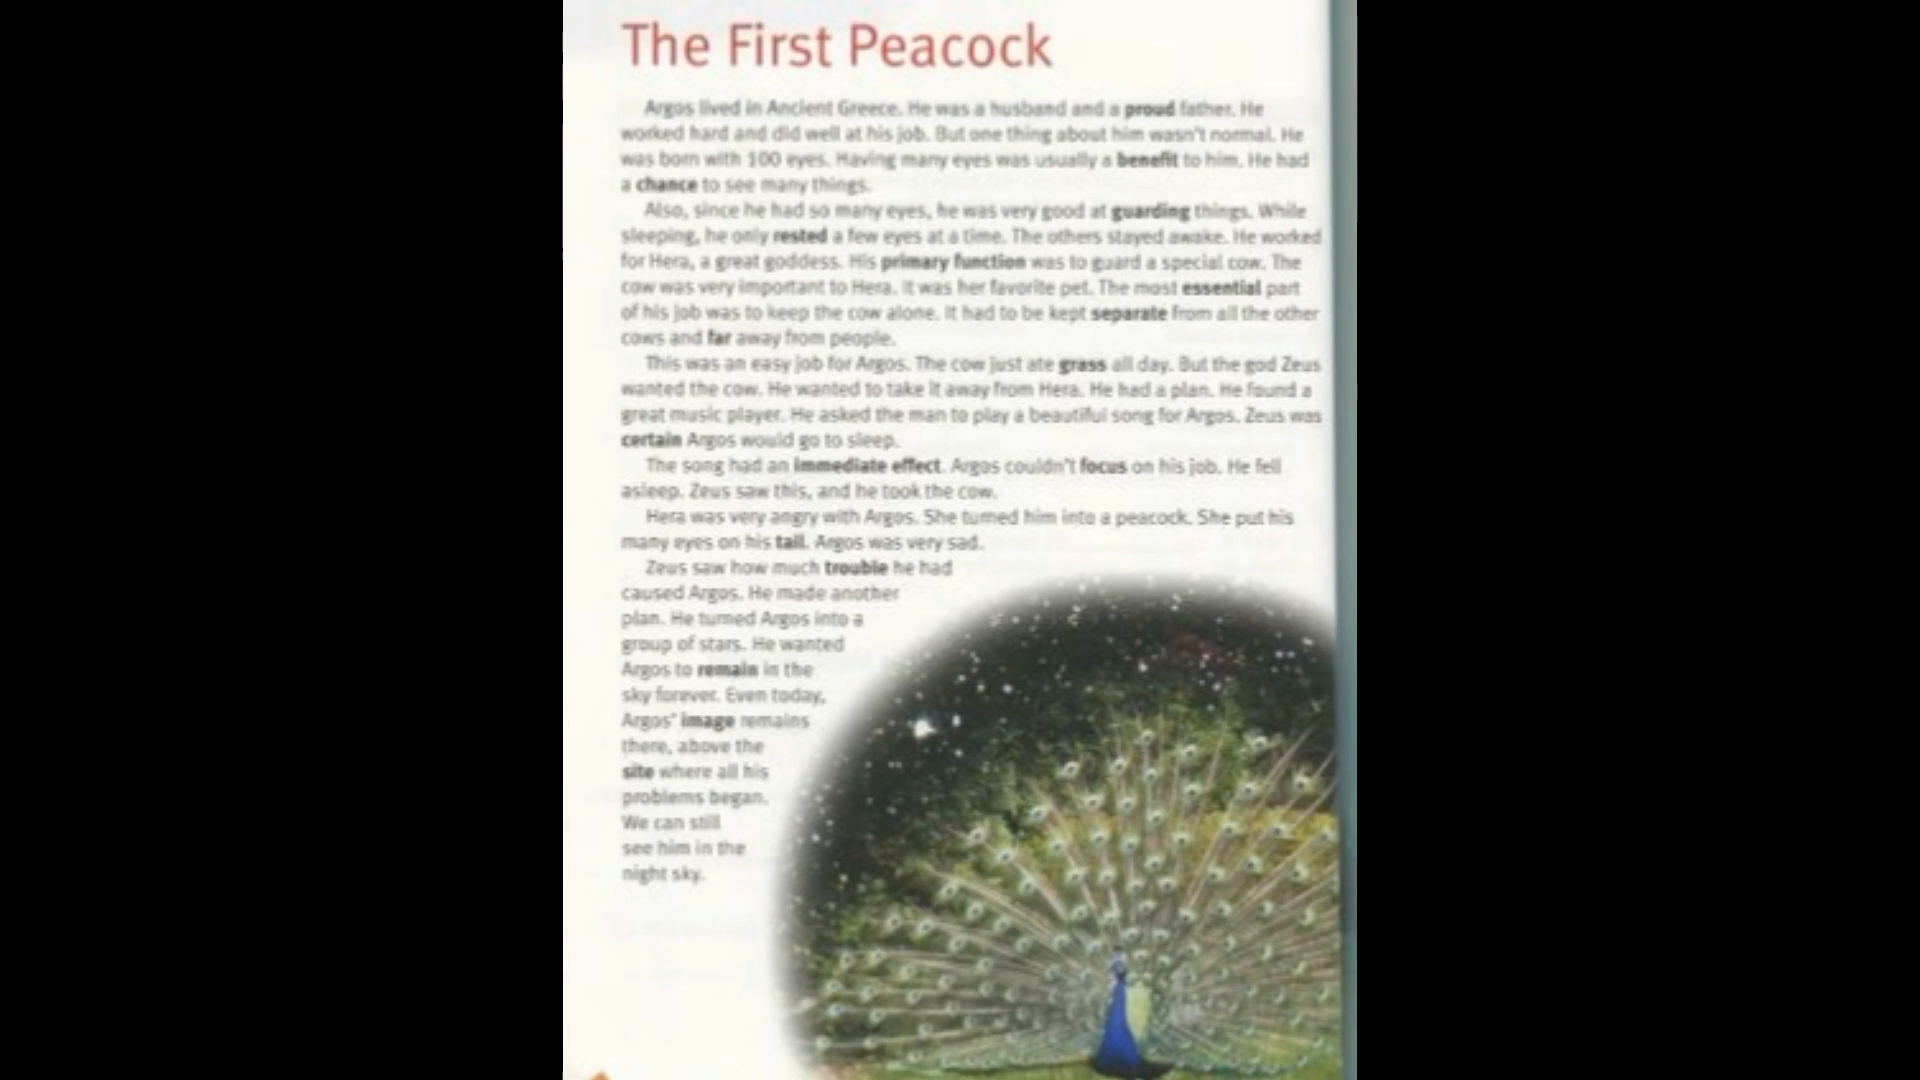 The First Peacock
Argos lived in Ancient Greece. He was a husband and a proud father. He
worked hard and did well at his job. But one thing about him wasn't normal. He
was born with 100 eyes. Having many eyes was usually a benefit to him. He had
a chance to see many things.
Also, since he had so many eyes, he was very good at guarding things. While
sleeping, he only rested a few eyes at a time. The others stayed awake. He worked
for Hera, a great goddess. His primary function was to guard a special cow. The
cow was very important to Hera. It was her favorite pet. The most essential part
of his job was to keep the cow alone. It had to be kept separate from all the other
cows and far away from people.
This was an easy job for Argos. The cow just ate grass all day. But the god Zeus
wanted the cow. He wanted to take it away from Hera. He had a plan. He found a
great music player. He asked the man to play a beautiful song for Argos. Zeus was
certain Argos would go to sleep.
The song had an immediate effect. Argos couldn't focus on his job. He fell
asleep. Zeus saw this, and he took the cow.
Hera was very angry with Argos. She turned him into a peacock. She put his
many eyes on his tail. Argos was very sad.
Zeus saw how much trouble he had
caused Argos. He made another
plan. He turned Argos into a
group of stars. He wanted
Argos to remain in the
sky forever. Even today,
Argos' image remains
there, above the
site where all his
problems began.
We can still
see him in the
night sky.